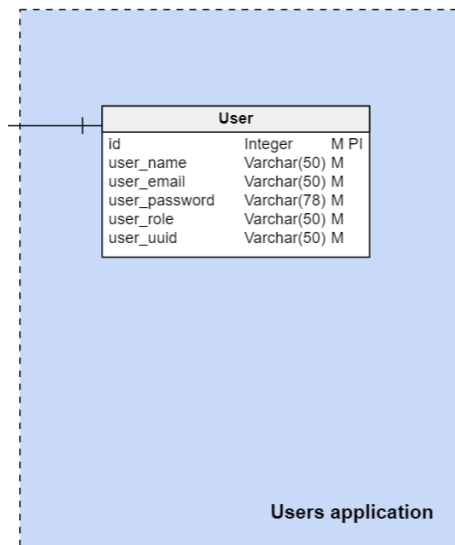 User
id Integer M PI
user_name Varchar(50) M
user_email Varchar(50) M
user_password Varchar(78) M
user_role Varchar(50) M
user_uuid Varchar(50) M
Users application